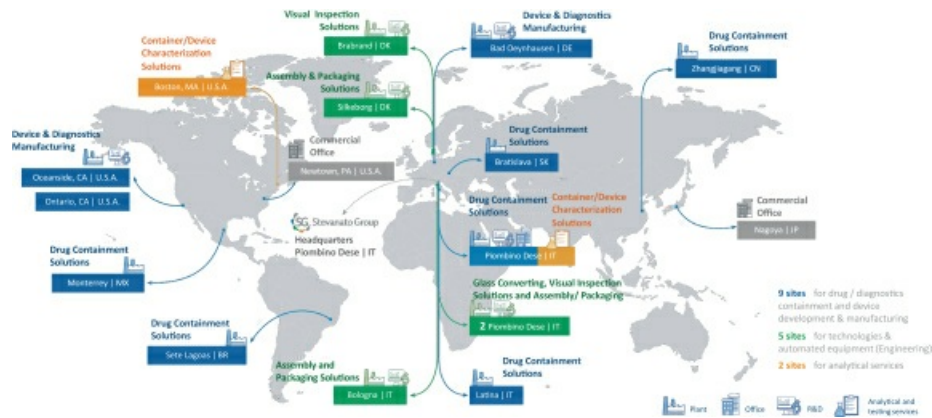 Visual Inspection
Solutions
Brabrand | DK
Device & Diagnostics
Manufacturing
Bad Oeynhausen | DE
Drug Containment
Solutions
Zhangjiagang | CN
Container/Device
Characterization
Solutions
Boston, MA | U.S.A.
Assembly & Packaging
Solutions
Silkeborg | DK
Device & Diagnostics
Manufacturing
Oceanside, CA | U.S.A.
Ontario, CA | U.S.A.
Commercial
Office
Newtown, PA | U.S.A.
Drug Containment
Solutions
Bratislava | SK
SG Stevanato Group
Headquarters
Piombino Dese | IT
Drug Containment
Solutions
Container/Device
Characterization
Solutions
Piombino Dese | IT
Commercial
Office
Nagoya | JP
Drug Containment
Solutions
Monterrey | MX
Glass Converting, Visual Inspection
Solutions and Assembly/ Packaging
2 Piombino Dese | IT
Drug Containment
Solutions
Sete Lagoas | BR
Assembly and
Packaging Solutions
Bologna | IT
Drug Containment
Solutions
Latina | IT
9 sites for drug / diagnostics
containment and device
development & manufacturing
5 sites for technologies &
automated equipment (Engineering)
2 sites for analytical services
Plant
Office
R&D
Analytical and
testing services